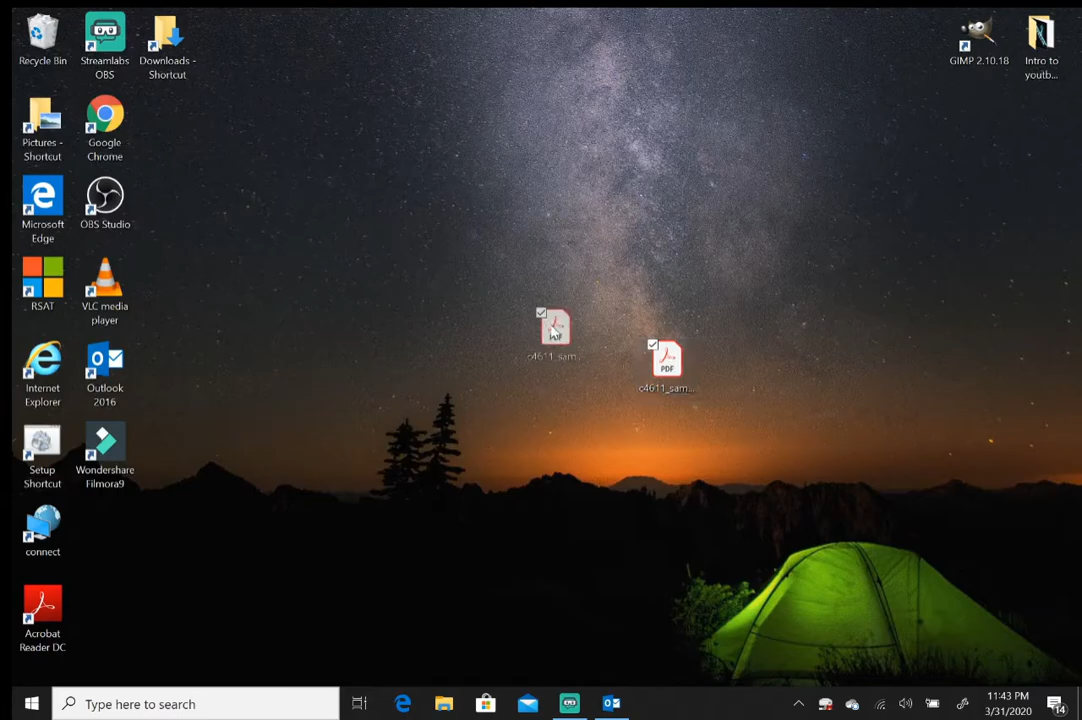 Recycle Bin
Streamlabs
OBS
Downloads -
Shortcut
GIMP 2.10.18
Intro to
youtb...
Pictures -
Shortcut
Google
Chrome
Microsoft
Edge
OBS Studio
RSAT
VLC media
player
PDF
c4611_sam...
PDF
c4611_sam...
Internet
Explorer
Outlook
2016
Setup
Shortcut
Wondershare
Filmora9
connect
Acrobat
Reader DC
Type here to search
11:43 PM
3/31/2020
14